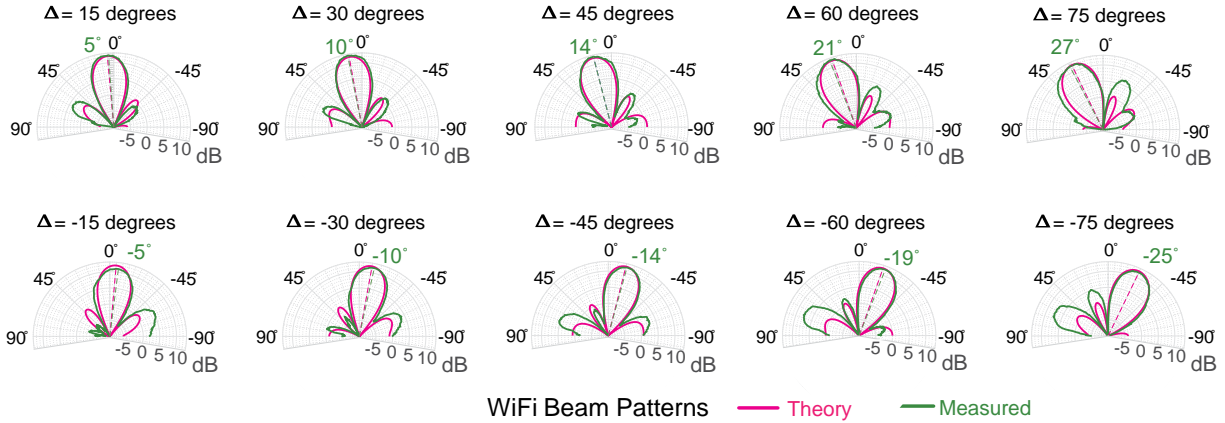 Δ= 15 degrees
5°
0°
45°
-45°
90°
-90°
-5 0 5 10
dB
Δ= 30 degrees
10°
0°
45°
-45°
90°
-90°
-5 0 5 10
dB
Δ= 45 degrees
14°
0°
45°
-45°
90°
-90°
-5 0 5 10
dB
Δ= 60 degrees
21°
0°
45°
-45°
90°
-90°
-5 0 5 10
dB
Δ= 75 degrees
27°
0°
45°
-45°
90°
-90°
-5 0 5 10
dB
Δ= -15 degrees
0°
-5°
45°
-45°
90°
-90°
-5 0 5 10
dB
Δ= -30 degrees
0°
-10°
45°
-45°
90°
-90°
-5 0 5 10
dB
Δ= -45 degrees
0°
-14°
45°
-45°
90°
-90°
-5 0 5 10
dB
Δ= -60 degrees
0°
-19°
45°
-45°
90°
-90°
-5 0 5 10
dB
Δ= -75 degrees
0°
-25°
45°
-45°
90°
-90°
-5 0 5 10
dB
WiFi Beam Patterns Theory Measured